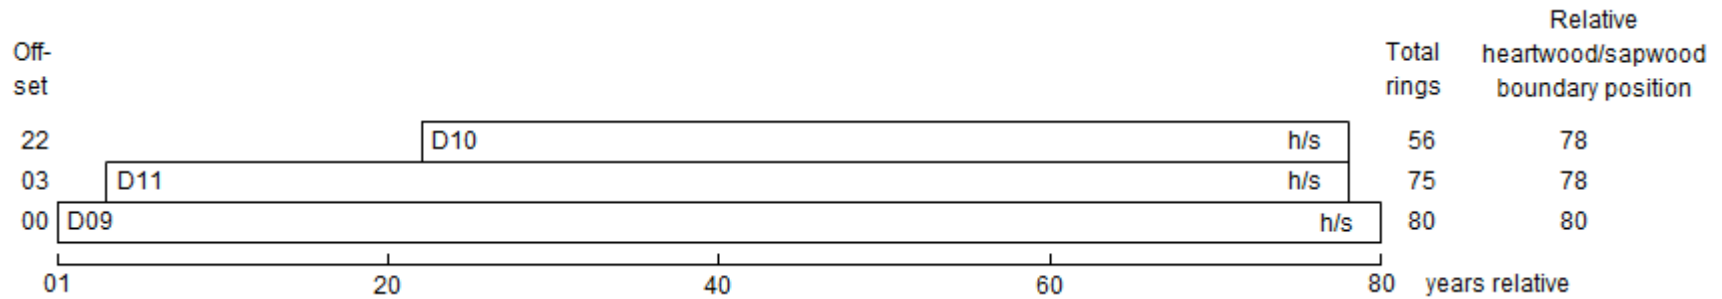 Relative
Off- Total heartwood/sapwood
set rings boundary position
22 D10 h/s 56 78
03 D11 h/s 75 78
00 D09 h/s 80 80
01 20 40 60 80 years relative